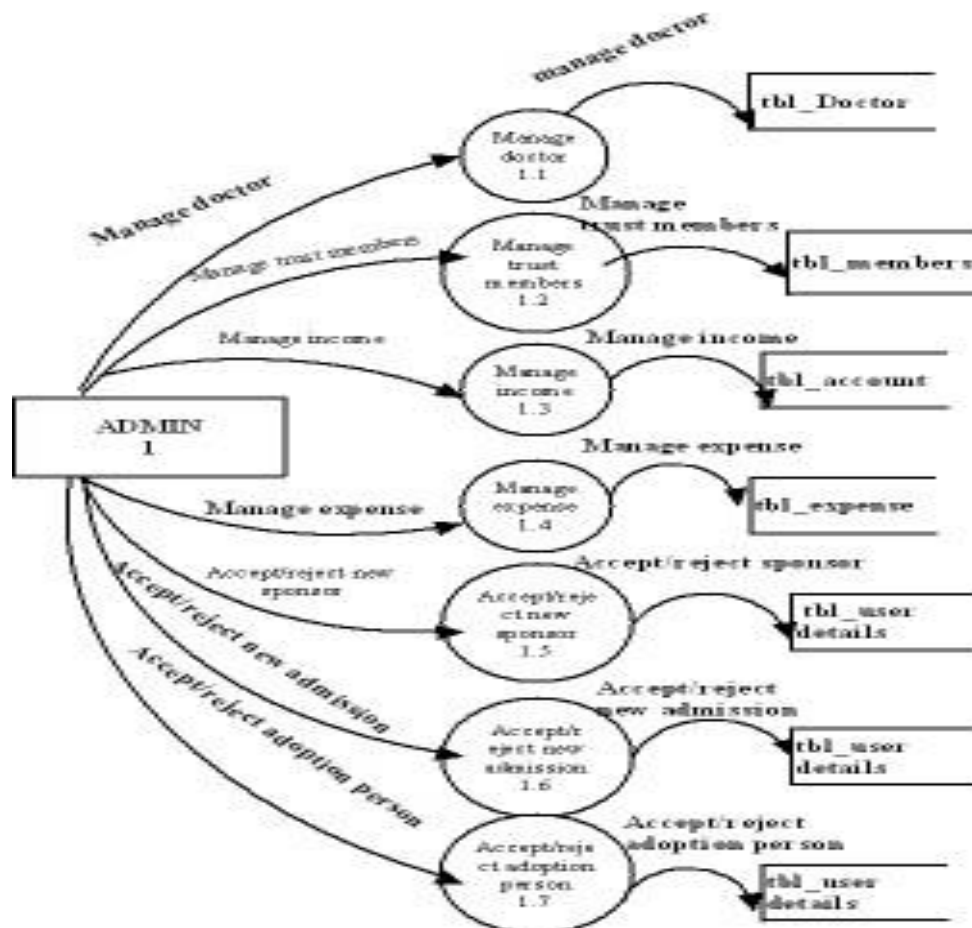 manage doctor
tbl_Doctor
Manage
dostor
1.1
Manage doctor
Manage
trust members
Manage trust members
Manage
trust
members
1.2
tbl_members
Manage income
Manage income
Manage
income
1.3
tbl_account
ADMIN
1
Manage expense
Manage expense
Manage
expense
1.4
tbl_expense
Accept/reject sponsor
Accept/reject new
sponsor
Accept/reje
ct new
sponsor
1.5
tbl_user
details
Accept/reject new admission
Accept/reject
new admission
Accept/r
eject new
admission
1.6
tbl_user
details
Accept/reject adoption person
Accept/reject
adoption person
Accept/reje
ct adoption
person
1.7
tbl_user
details